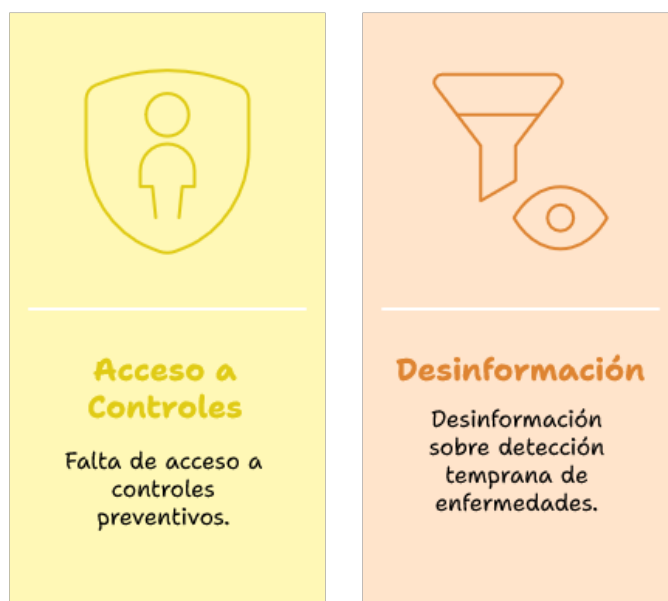 Acceso a
Controles
Falta de acceso a
controles
preventivos.
Desinformación
Desinformación
sobre detección
temprana de
enfermedades.